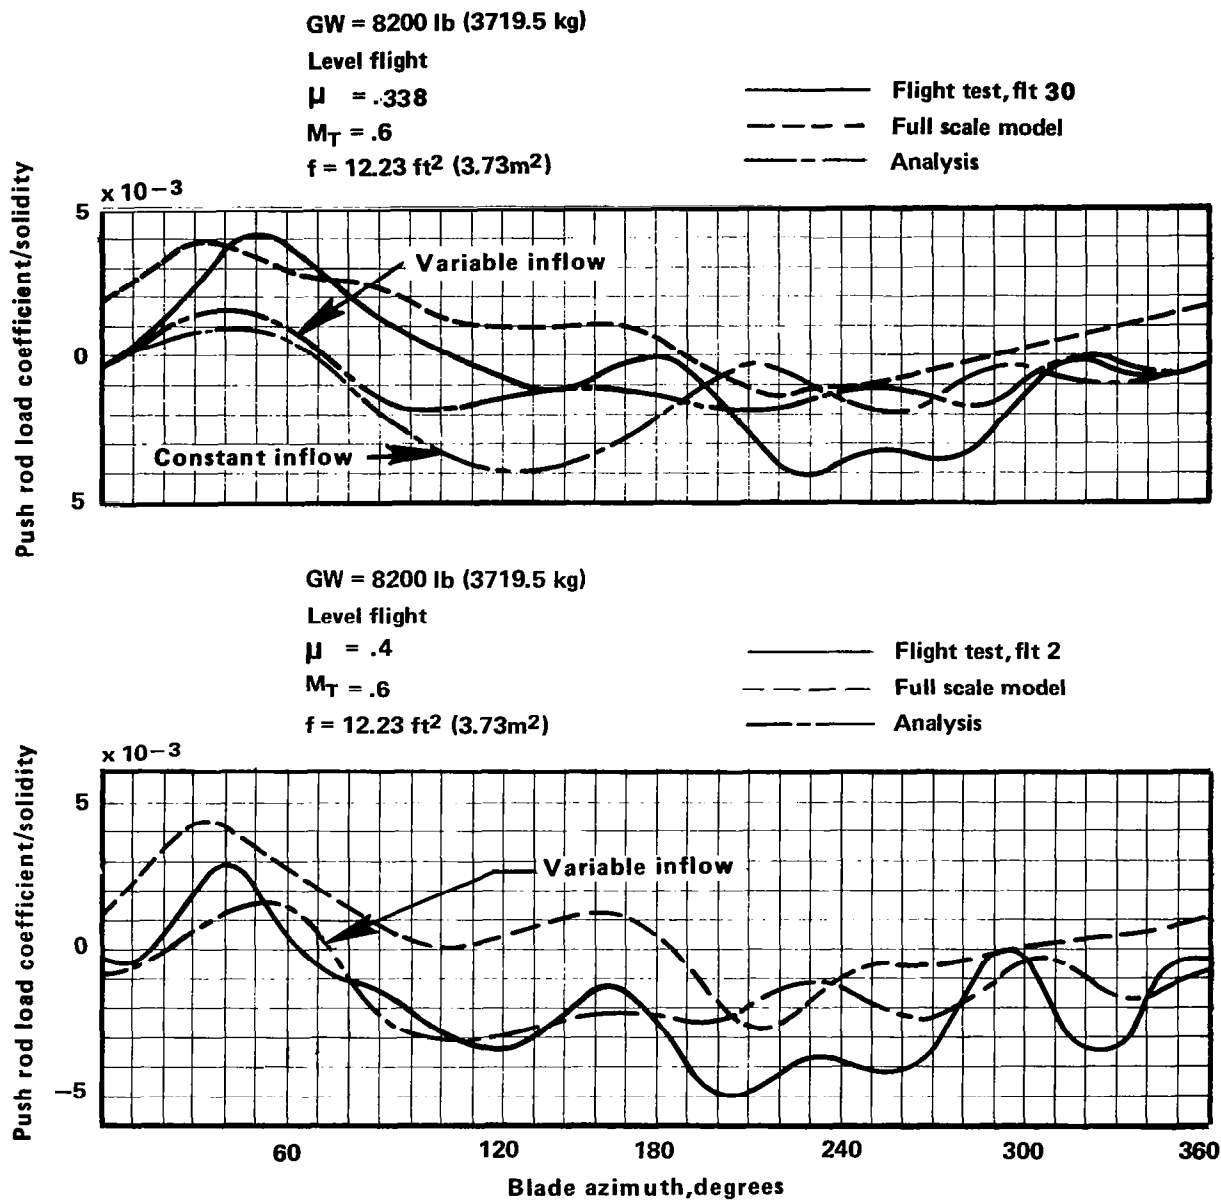 GW = 8200 lb (3719.5 kg)
Level flight
μ = .338
MT = .6
f = 12.23 ft2 (3.73m2)
Flight test, flt 30
Full scale model
Analysis
x 10-3
Push rod load coefficient/solidity
5
0
5
Variable inflow
Constant inflow
GW = 8200 lb (3719.5 kg)
Level flight
μ = .4
MT = .6
f = 12.23 ft2 (3.73m2)
Flight test, flt 2
Full scale model
Analysis
x 10-3
Push rod load coefficient/solidity
5
0
-5
Variable inflow
60 120 180 240 300 360
Blade azimuth, degrees